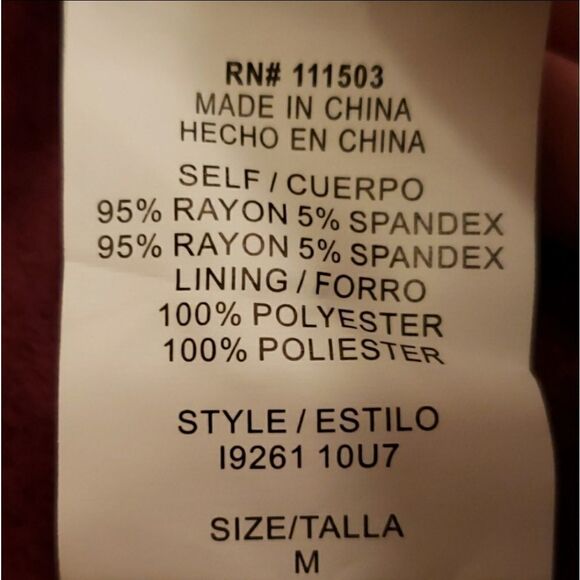 RN# 111503
MADE IN CHINA
HECHO EN CHINA
SELF / CUERPO
95% RAYON 5% SPANDEX
95% RAYON 5% SPANDEX
LINING / FORRO
100% POLYESTER
100% POLIESTER
STYLE / ESTILO
I9261 10U7
SIZE/TALLA
M